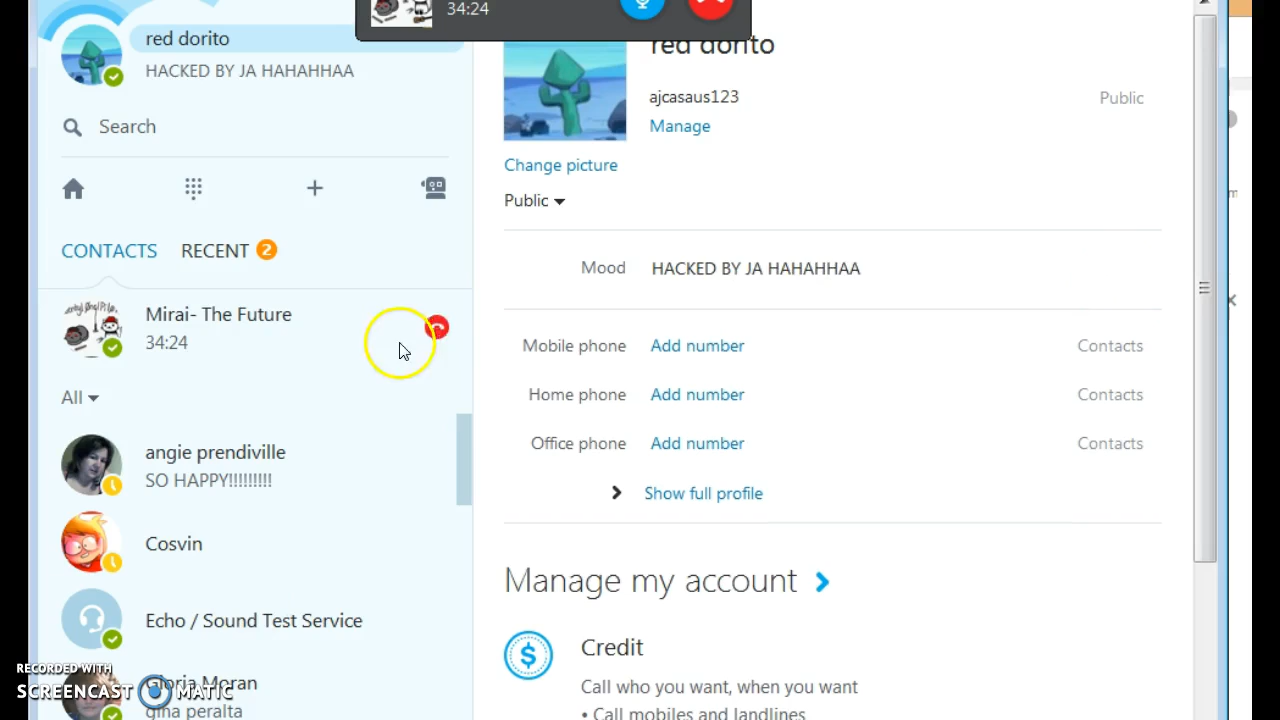 34:24
red dorito
HACKED BY JA HAHAHHAA
Search
CONTACTS RECENT 2
Mirai- The Future
34:24
All
angie prendiville
SO HAPPY!!!!!!!!!
Cosvin
Echo / Sound Test Service
Gloria Moran
gina peralta
RECORDED WITH
SCREENCAST MATIC
red dorito
ajcasaus123
Public
Manage
Change picture
Public
Mood HACKED BY JA HAHAHHAA
Mobile phone Add number Contacts
Home phone Add number Contacts
Office phone Add number Contacts
Show full profile
Manage my account
$
Credit
Call who you want, when you want
• Call mobiles and landlines